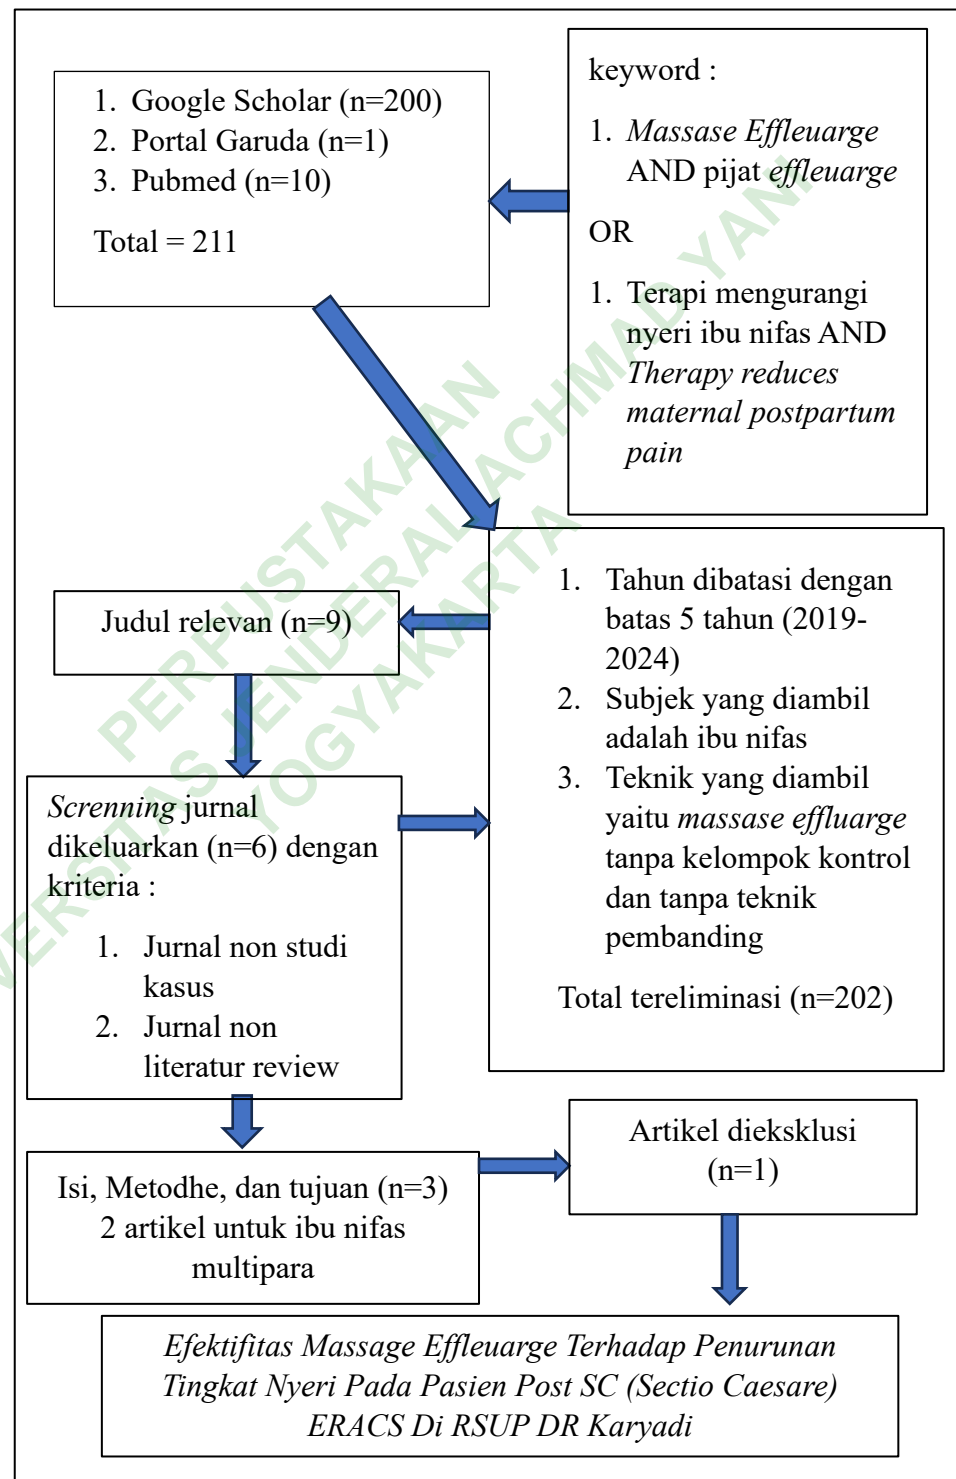 keyword :
1. Massase Effleuarge
AND pijat effleuarge
OR
1. Terapi mengurangi
nyeri ibu nifas AND
Therapy reduces
maternal postpartum
pain
1. Google Scholar (n=200)
2. Portal Garuda (n=1)
3. Pubmed (n=10)
Total = 211
1. Tahun dibatasi dengan
batas 5 tahun (2019-
2024)
2. Subjek yang diambil
adalah ibu nifas
3. Teknik yang diambil
yaitu massase effluarge
tanpa kelompok kontrol
dan tanpa teknik
pembanding
Total tereliminasi (n=202)
Judul relevan (n=9)
Screnning jurnal
dikeluarkan (n=6) dengan
kriteria :
1. Jurnal non studi
kasus
2. Jurnal non
literatur review
Isi, Metodhe, dan tujuan (n=3)
2 artikel untuk ibu nifas
multipara
Artikel dieksklusi
(n=1)
Efektifitas Massage Effleuarge Terhadap Penurunan
Tingkat Nyeri Pada Pasien Post SC (Sectio Caesare)
ERACS Di RSUP DR Karyadi
PERPUSTAKAAN
VERSITAS JENDERAL ACHMAD YANI
YOGYAKARTA